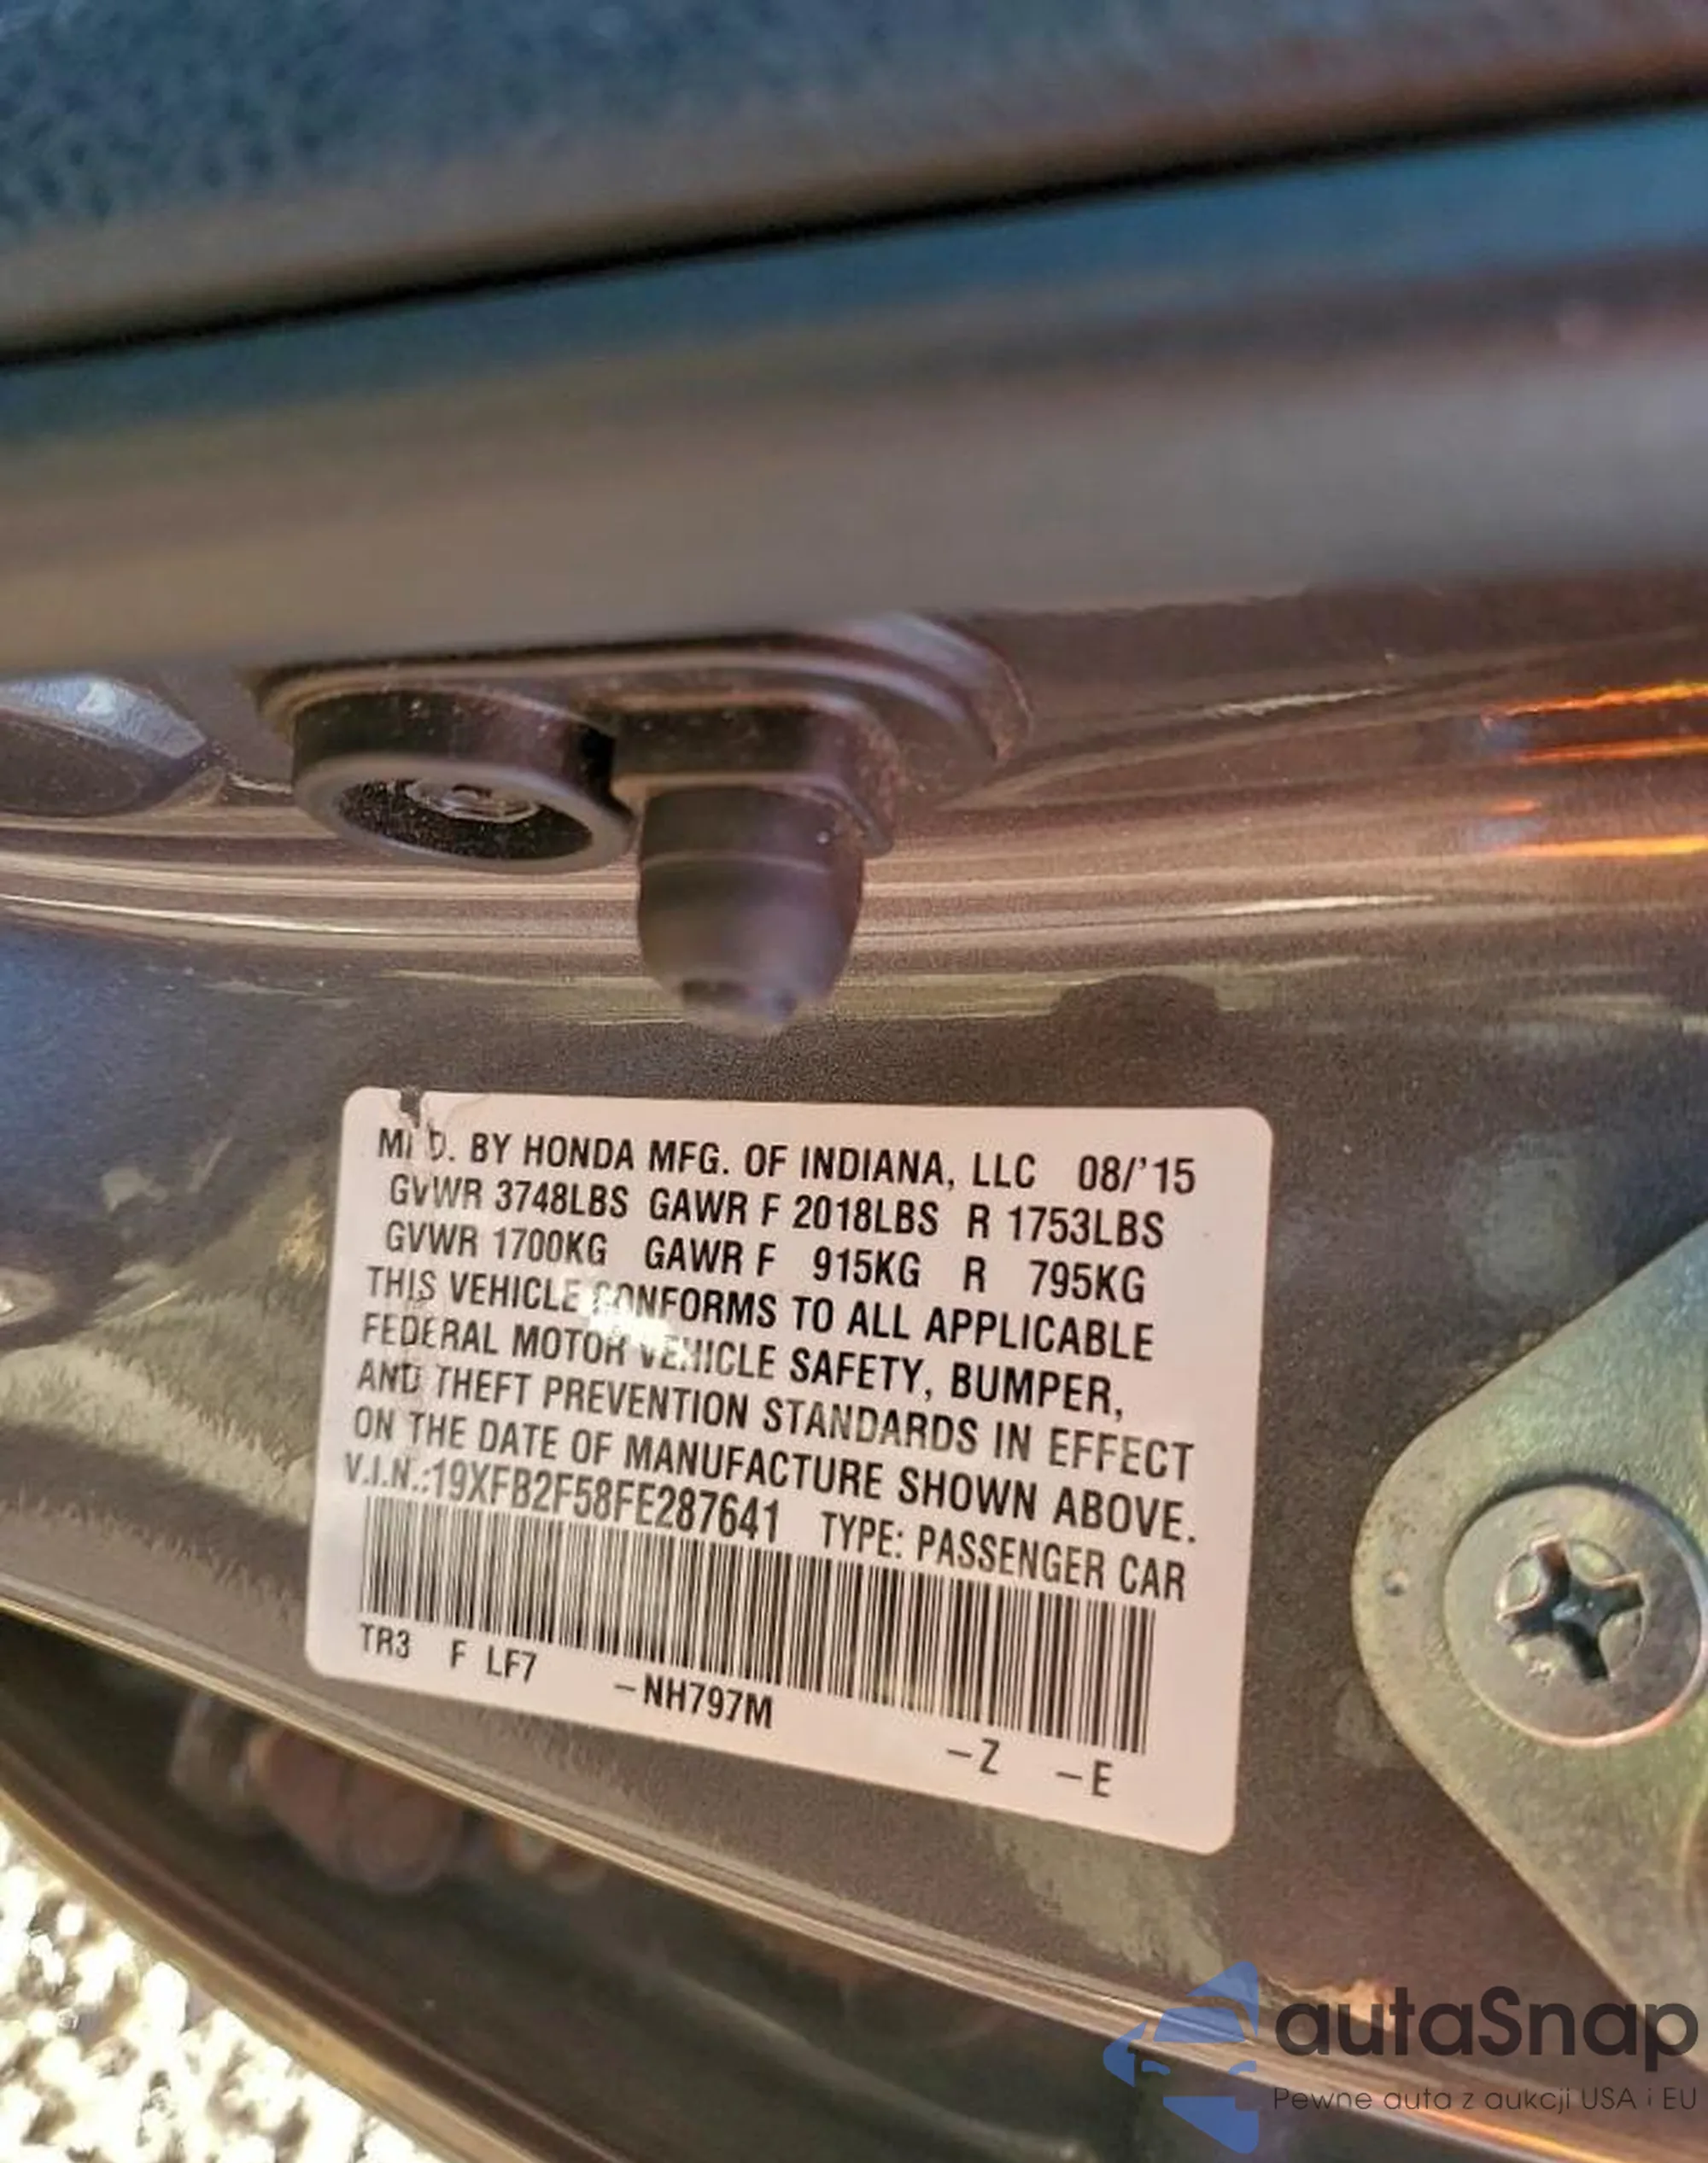 MFD. BY HONDA MFG. OF INDIANA, LLC 08/'15
GVWR 3748LBS GAWR F 2018LBS R 1753LBS
GVWR 1700KG GAWR F 915KG R 795KG
THIS VEHICLE CONFORMS TO ALL APPLICABLE
FEDERAL MOTOR VEHICLE SAFETY, BUMPER,
AND THEFT PREVENTION STANDARDS IN EFFECT
ON THE DATE OF MANUFACTURE SHOWN ABOVE.
V.I.N.:19XFB2F58FE287641 TYPE: PASSENGER CAR
TR3 F LF7 -NH797M -Z -E
autaSnap
Pewne auta z aukcji USA i EU